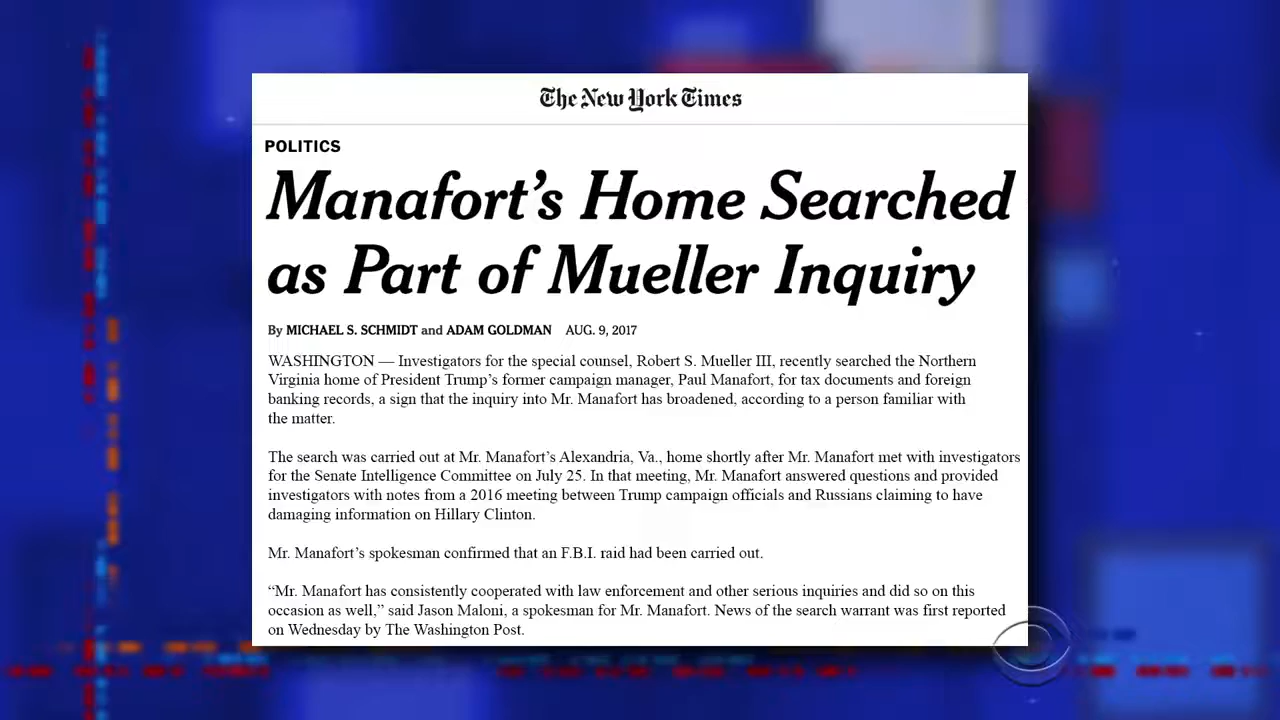 The New York Times
POLITICS
Manafort’s Home Searched
as Part of Mueller Inquiry
By MICHAEL S. SCHMIDT and ADAM GOLDMAN AUG. 9, 2017
WASHINGTON — Investigators for the special counsel, Robert S. Mueller III, recently searched the Northern
Virginia home of President Trump’s former campaign manager, Paul Manafort, for tax documents and foreign
banking records, a sign that the inquiry into Mr. Manafort has broadened, according to a person familiar with
the matter.
The search was carried out at Mr. Manafort’s Alexandria, Va., home shortly after Mr. Manafort met with investigators
for the Senate Intelligence Committee on July 25. In that meeting, Mr. Manafort answered questions and provided
investigators with notes from a 2016 meeting between Trump campaign officials and Russians claiming to have
damaging information on Hillary Clinton.
Mr. Manafort’s spokesman confirmed that an F.B.I. raid had been carried out.
“Mr. Manafort has consistently cooperated with law enforcement and other serious inquiries and did so on this
occasion as well,” said Jason Maloni, a spokesman for Mr. Manafort. News of the search warrant was first reported
on Wednesday by The Washington Post.